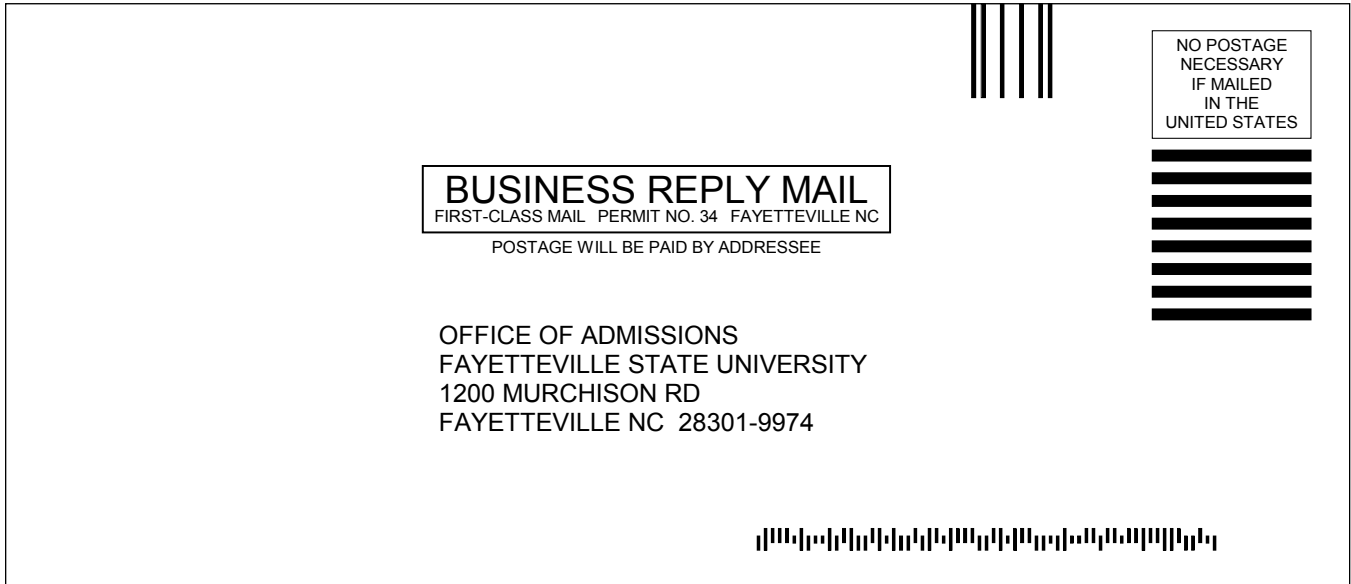 NO POSTAGE
NECESSARY
IF MAILED
IN THE
UNITED STATES
BUSINESS REPLY MAIL
FIRST-CLASS MAIL PERMIT NO. 34 FAYETTEVILLE NC
POSTAGE WILL BE PAID BY ADDRESSEE
OFFICE OF ADMISSIONS
FAYETTEVILLE STATE UNIVERSITY
1200 MURCHISON RD
FAYETTEVILLE NC 28301-9974